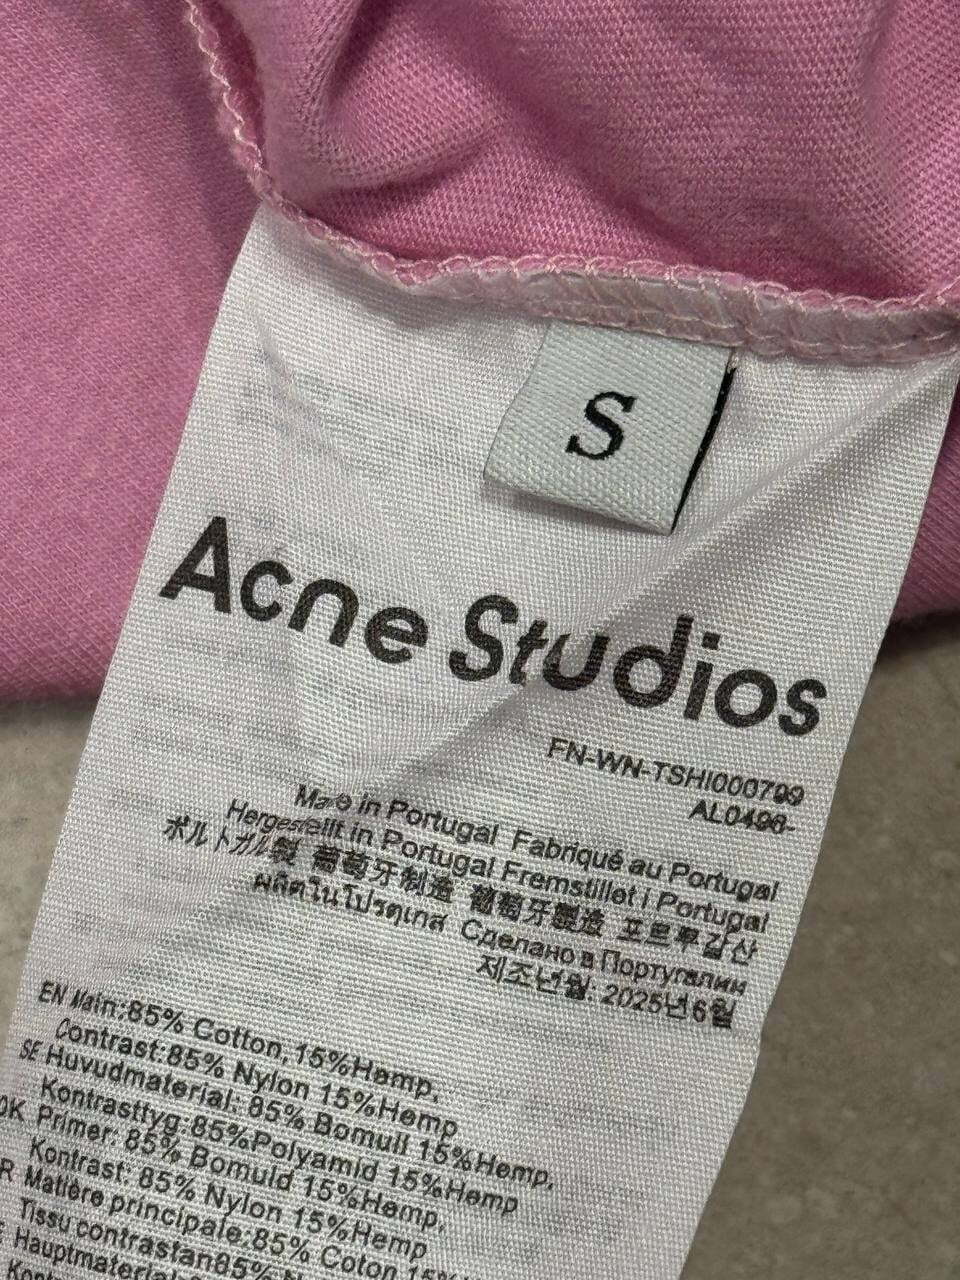 S
Acne Studios
FN-WN-TSHI000799
AL0496-
Made in Portugal Fabriqué au Portugal
Hergestellt in Portugal Fremstillet i Portugal
ポルトガル製 葡萄牙制造 葡萄牙製造 포르투갈산
ผลิตในโปรตุเกส Сделано в Португалии
제조년월: 2025년6월
EN Main:85% Cotton,15%Hemp,
Contrast:85% Nylon 15%Hemp
SE Huvudmaterial: 85% Bomull 15%Hemp,
Kontrasttyg:85%Polyamid 15%Hemp
DK Primer: 85% Bomuld 15%Hemp,
Kontrast: 85% Nylon 15%Hemp
R Matière principale:85% Coton 15%
Tissu contrastan85%
Hauptmaterial